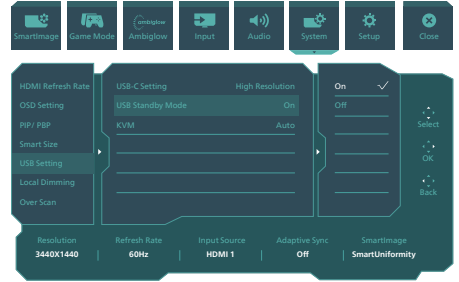 SmartImage
Game Mode
ambiglow
Ambiglow
Input
Audio
System
Setup
Close
HDMI Refresh Rate
OSD Setting
PIP/ PBP
Smart Size
USB Setting
Local Dimming
Over Scan
USB-C Setting High Resolution
USB Standby Mode On
KVM Auto
On
Off
Select
OK
Back
Resolution Refresh Rate Input Source Adaptive Sync SmartImage
3440X1440 60Hz HDMI 1 Off SmartUniformity